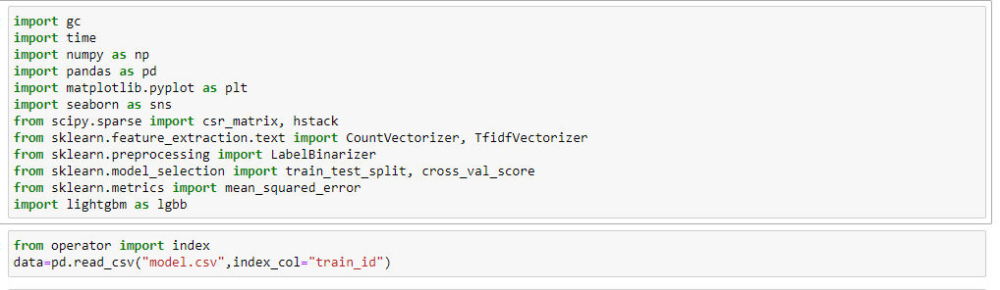 import gc
import time
import numpy as np
import pandas as pd
import matplotlib.pyplot as plt
import seaborn as sns
from scipy.sparse import csr_matrix, hstack
from sklearn.feature_extraction.text import CountVectorizer, TfidfVectorizer
from sklearn.preprocessing import LabelBinarizer
from sklearn.model_selection import train_test_split, cross_val_score
from sklearn.metrics import mean_squared_error
import lightgbm as lgbb
from operator import index
data=pd.read_csv("model.csv",index_col="train_id")